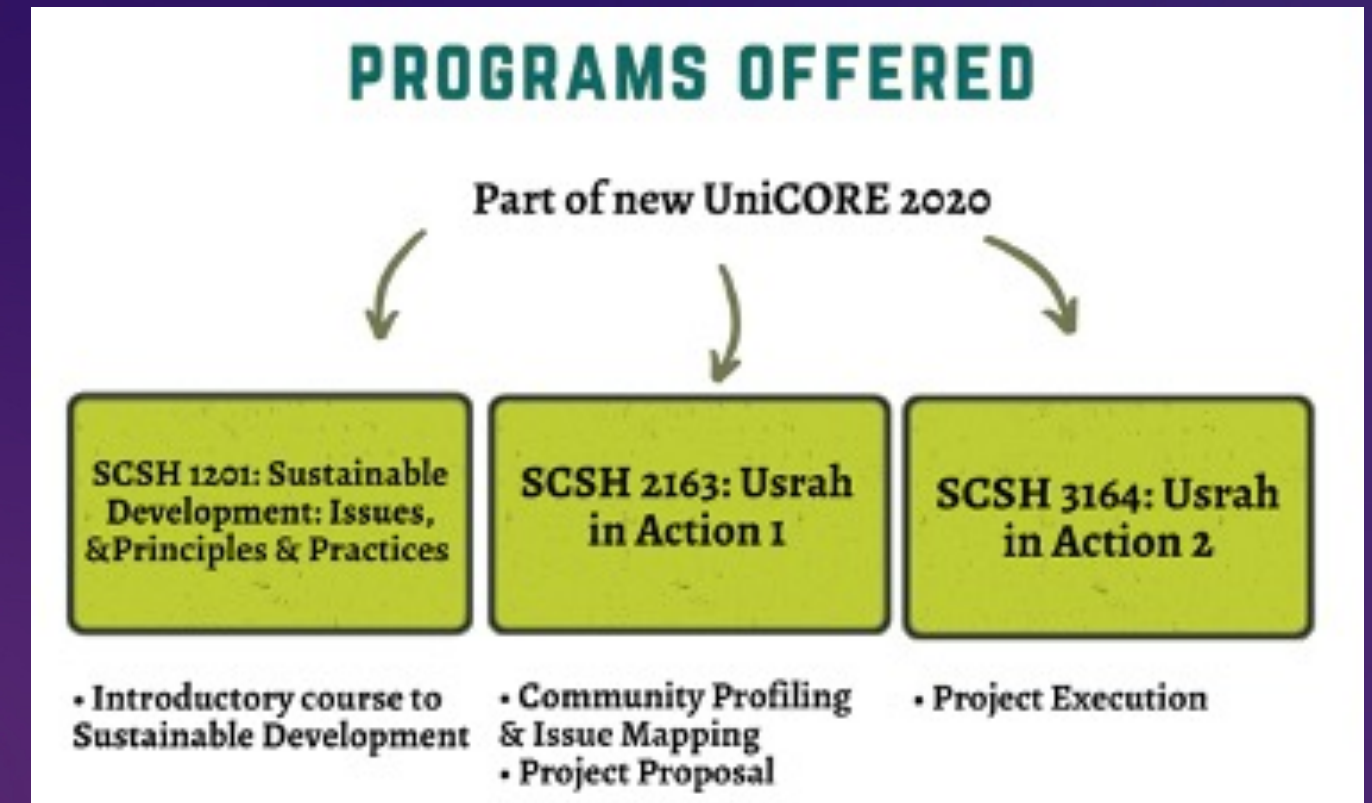 PROGRAMS OFFERED
Part of new UniCORE 2020
SCSH 1201: Sustainable
Development: Issues,
&Principles & Practices
SCSH 2163: Usrah
in Action 1
SCSH 3164: Usrah
in Action 2
• Introductory course to
Sustainable Development
• Community Profiling
& Issue Mapping
• Project Proposal
• Project Execution